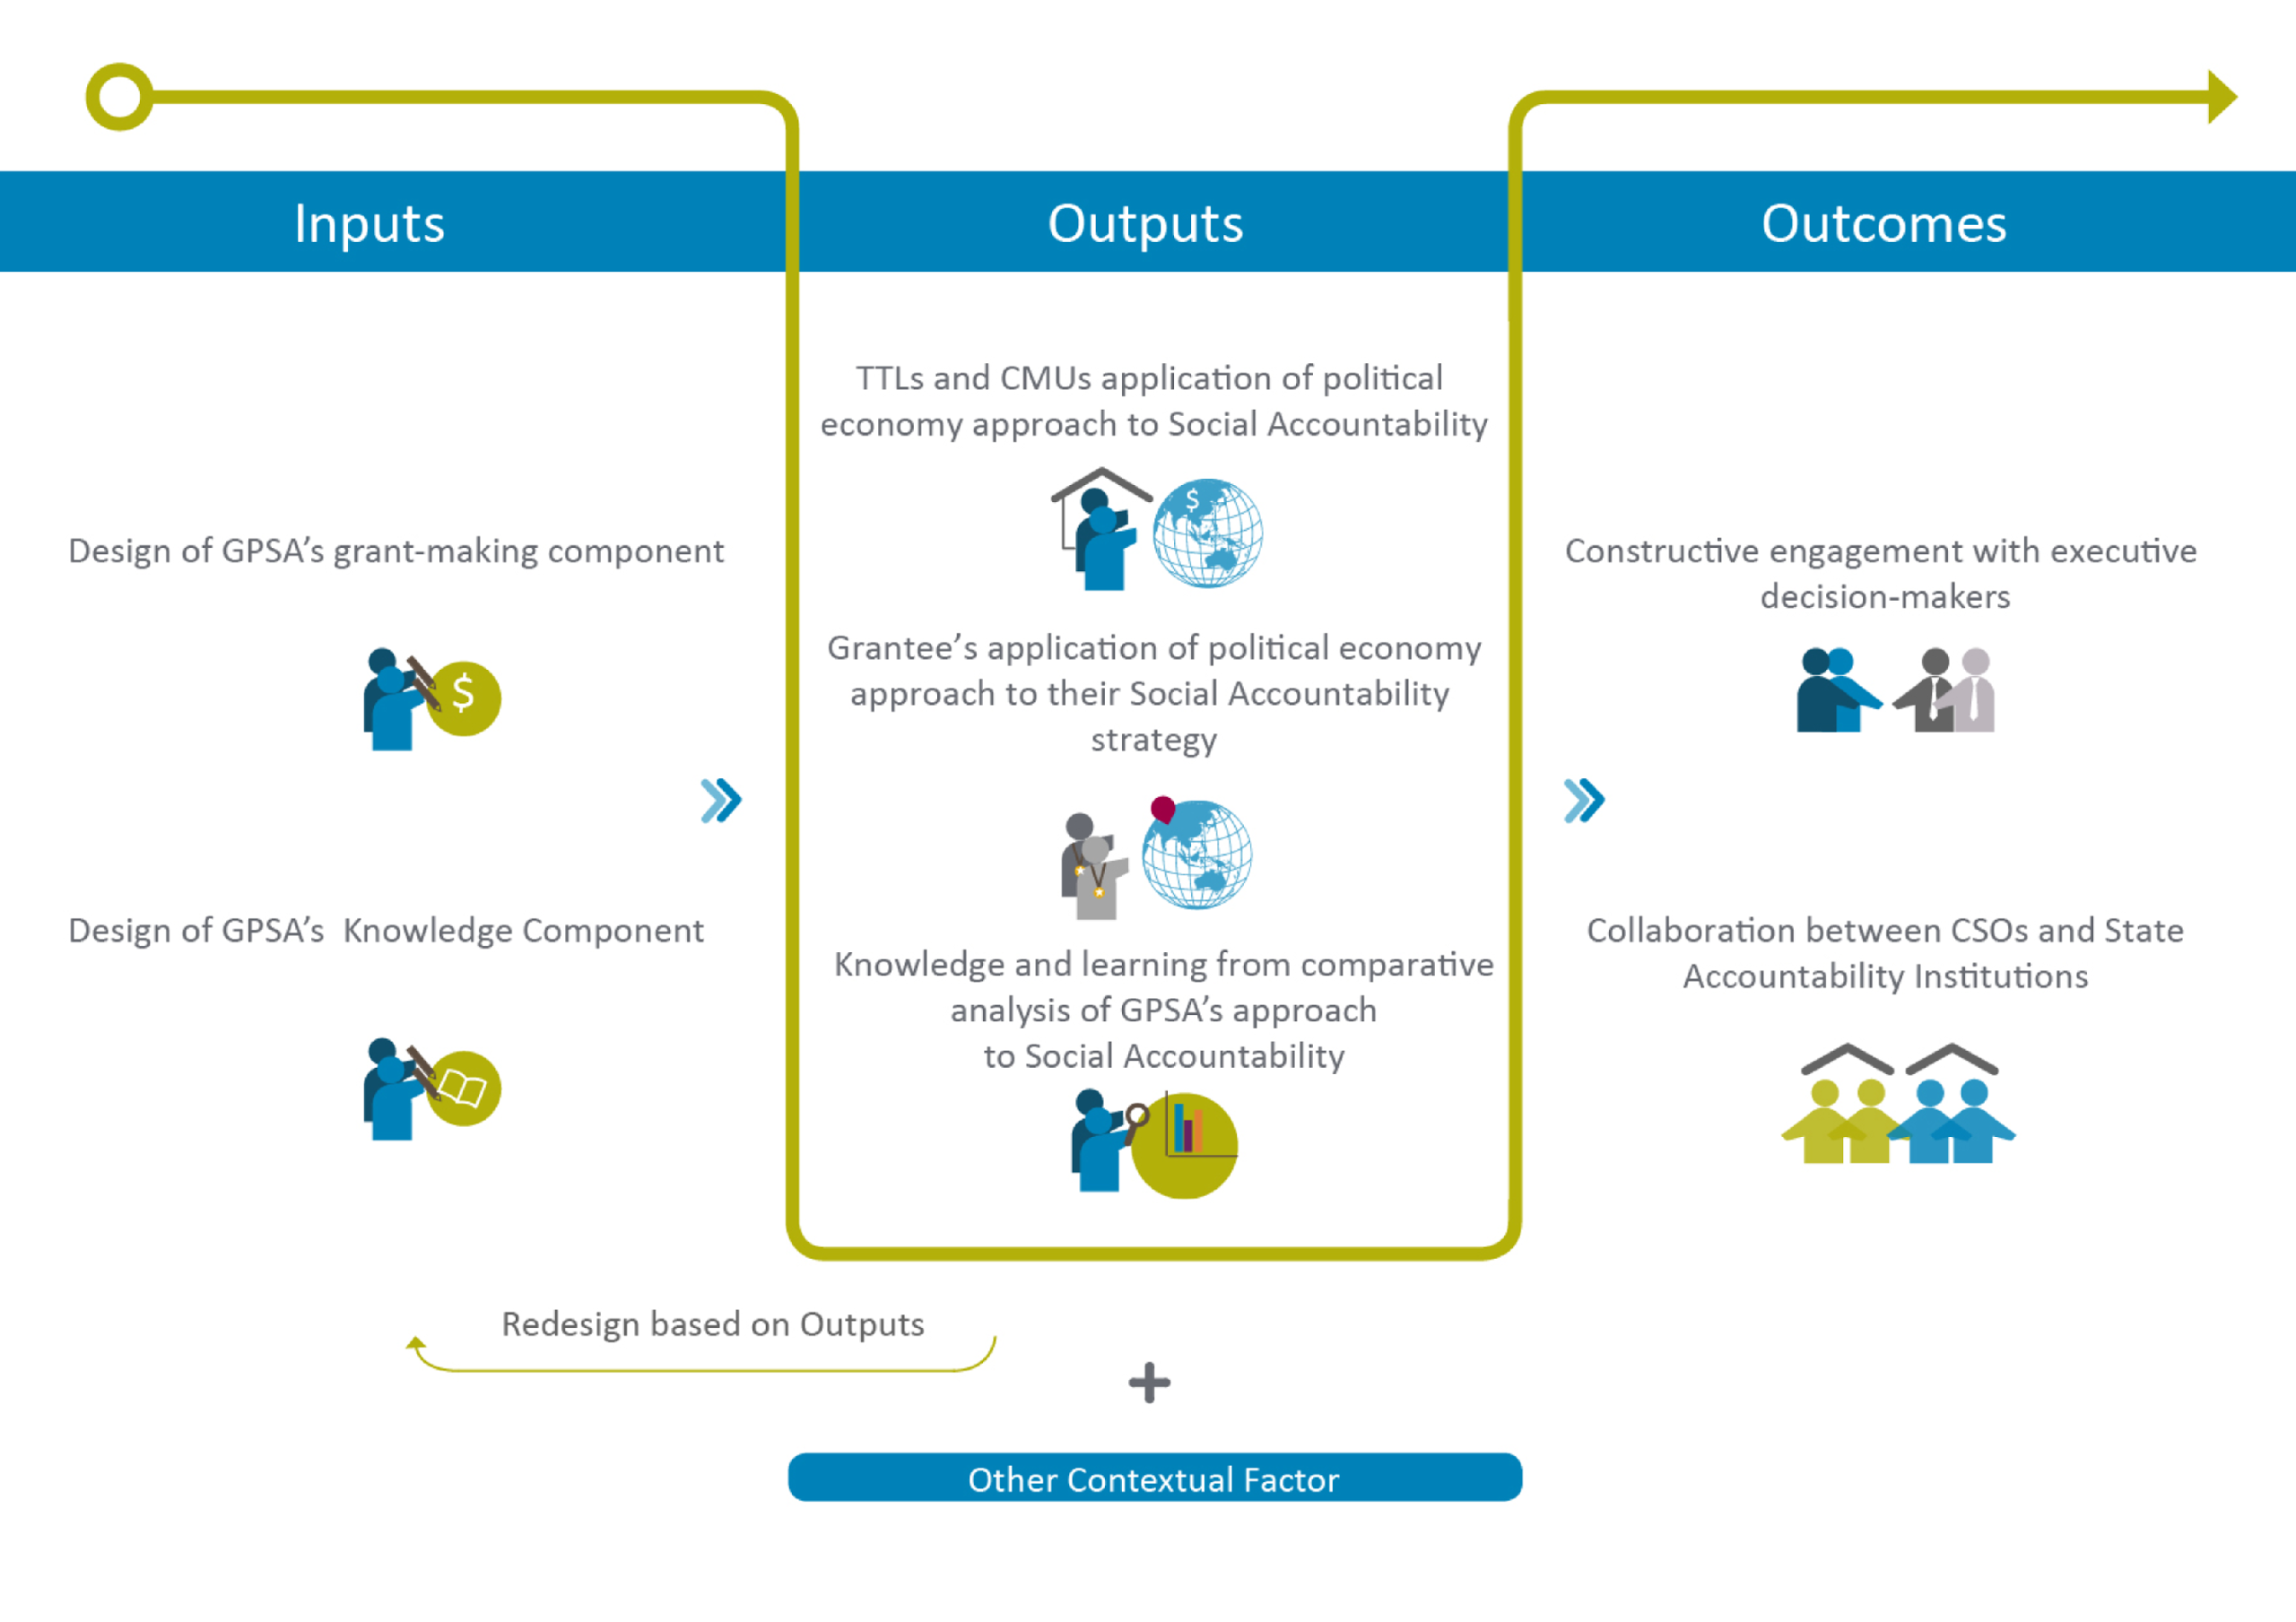 Inputs
Outputs
Outcomes
Design of GPSA’s grant-making component
$
Design of GPSA’s Knowledge Component
TTLs and CMUs application of political
economy approach to Social Accountability
$
Grantee’s application of political economy
approach to their Social Accountability
strategy
Knowledge and learning from comparative
analysis of GPSA’s approach
to Social Accountability
Constructive engagement with executive
decision-makers
Collaboration between CSOs and State
Accountability Institutions
Redesign based on Outputs
+
Other Contextual Factor